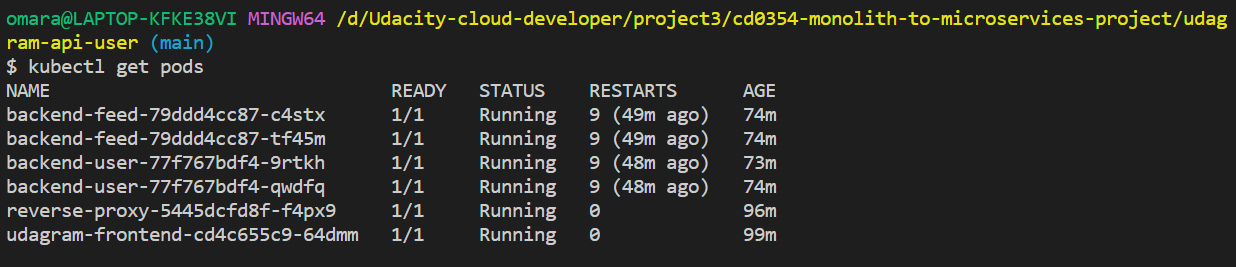 omara@LAPTOP-KFKE38VI MINGW64 /d/Udacity-cloud-developer/project3/cd0354-monolith-to-microservices-project/udag
ram-api-user (main)
$ kubectl get pods
NAME                               READY   STATUS    RESTARTS      AGE
backend-feed-79ddd4cc87-c4stx      1/1     Running   9 (49m ago)   74m
backend-feed-79ddd4cc87-tf45m      1/1     Running   9 (49m ago)   74m
backend-user-77f767bdf4-9rtkh      1/1     Running   9 (48m ago)   73m
backend-user-77f767bdf4-qwdfq      1/1     Running   9 (48m ago)   74m
reverse-proxy-5445dcfd8f-f4px9     1/1     Running   0             96m
udagram-frontend-cd4c655c9-64dmm   1/1     Running   0             99m